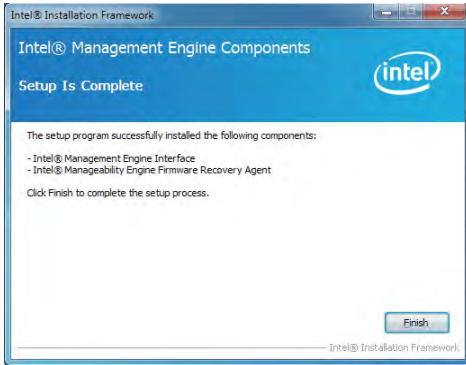 Intel® Installation Framework
Intel® Management Engine Components
Setup Is Complete
intel
The setup program successfully installed the following components:
- Intel® Management Engine Interface
- Intel® Manageability Engine Firmware Recovery Agent
Click Finish to complete the setup process.
Finish
Intel® Installation Framework